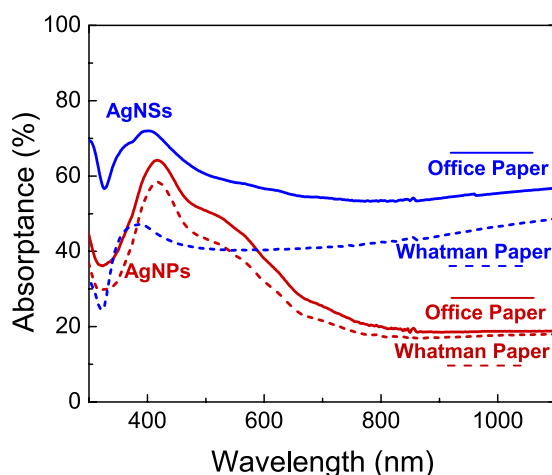 100
80
60
40
20
0
Absorptance (%)
AgNSs
Office Paper
Whatman Paper
AgNPs
Office Paper
Whatman Paper
400
600
800
1000
Wavelength (nm)